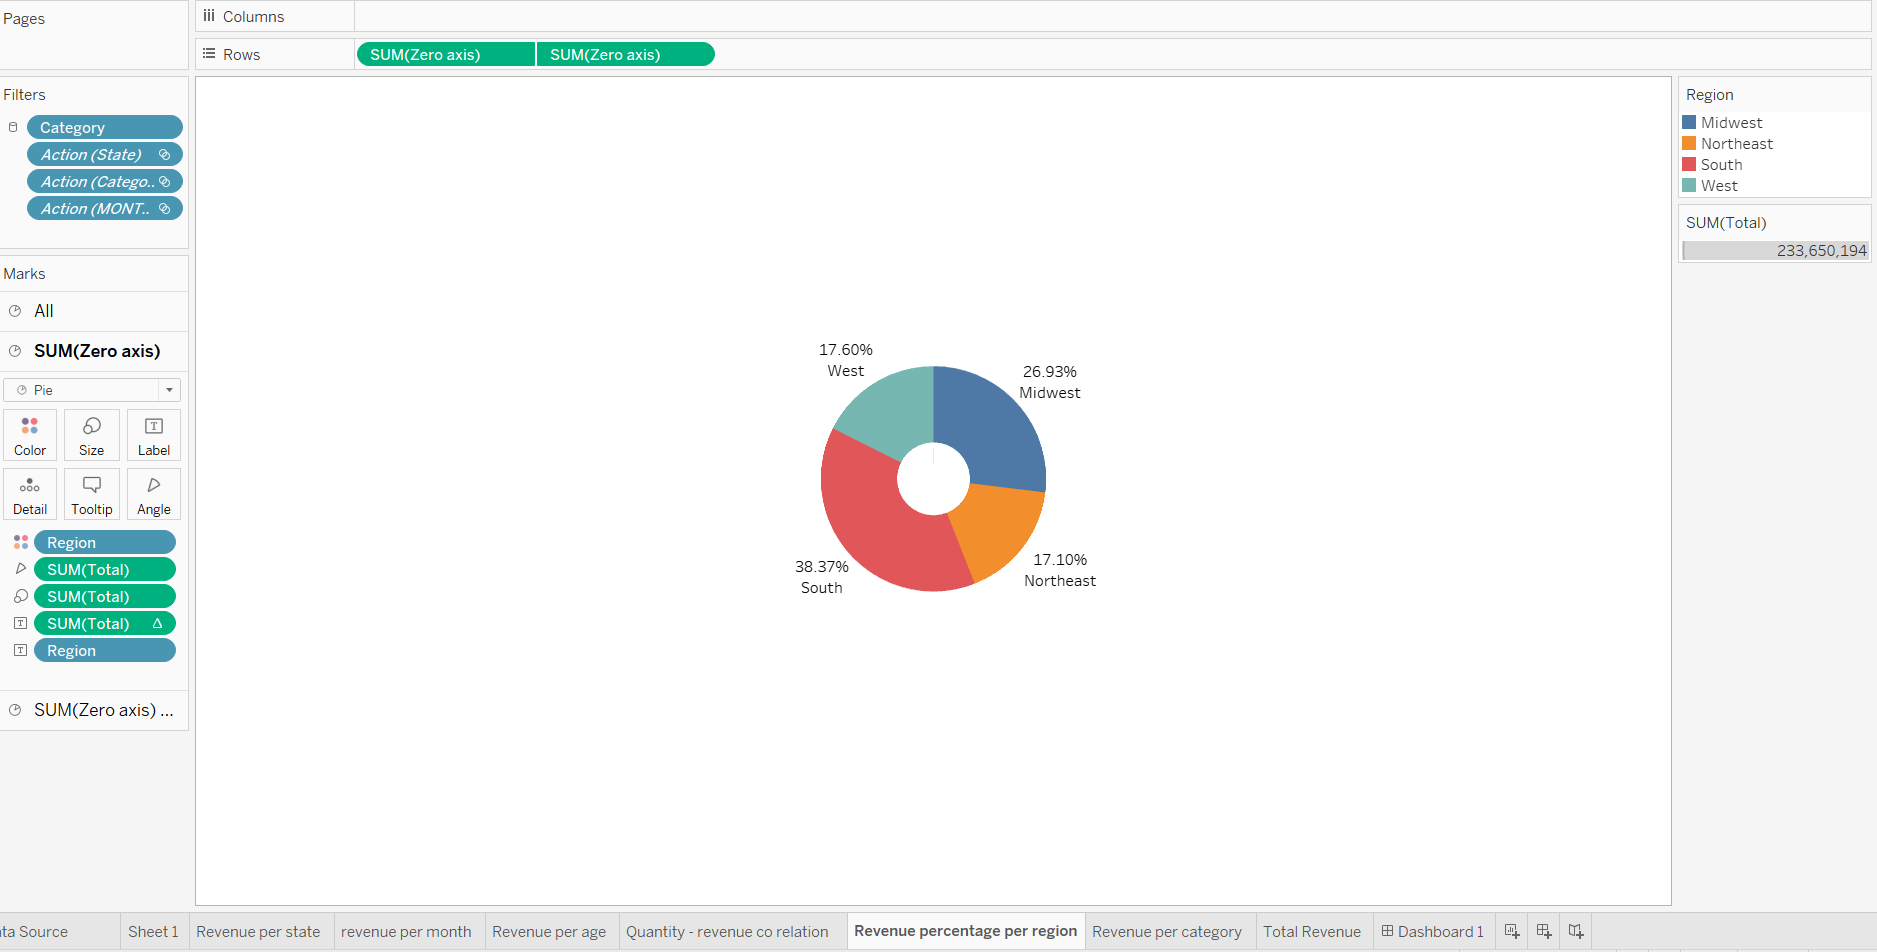 Pages
Columns
Rows
SUM(Zero axis) SUM(Zero axis)
Filters
Category
Action (State)
Action (Catego..
Action (MONT..
Marks
All
SUM(Zero axis)
Pie
Color Size Label
Detail Tooltip Angle
Region
SUM(Total)
SUM(Total)
SUM(Total)
Region
SUM(Zero axis) ...
17.60%
West
26.93%
Midwest
38.37%
South
17.10%
Northeast
Region
Midwest
Northeast
South
West
SUM(Total)
233,650,194
ta Source Sheet 1 Revenue per state revenue per month Revenue per age Quantity - revenue co relation Revenue percentage per region Revenue per category Total Revenue Dashboard 1